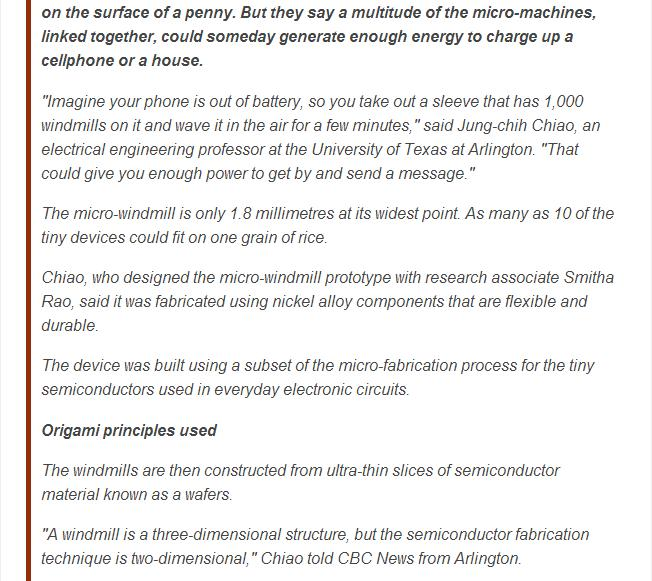 on the surface of a penny. But they say a multitude of the micro-machines,
linked together, could someday generate enough energy to charge up a
cellphone or a house.
"Imagine your phone is out of battery, so you take out a sleeve that has 1,000
windmills on it and wave it in the air for a few minutes," said Jung-chih Chiao, an
electrical engineering professor at the University of Texas at Arlington. "That
could give you enough power to get by and send a message."
The micro-windmill is only 1.8 millimetres at its widest point. As many as 10 of the
tiny devices could fit on one grain of rice.
Chiao, who designed the micro-windmill prototype with research associate Smitha
Rao, said it was fabricated using nickel alloy components that are flexible and
durable.
The device was built using a subset of the micro-fabrication process for the tiny
semiconductors used in everyday electronic circuits.
Origami principles used
The windmills are then constructed from ultra-thin slices of semiconductor
material known as a wafers.
"A windmill is a three-dimensional structure, but the semiconductor fabrication
technique is two-dimensional," Chiao told CBC News from Arlington.